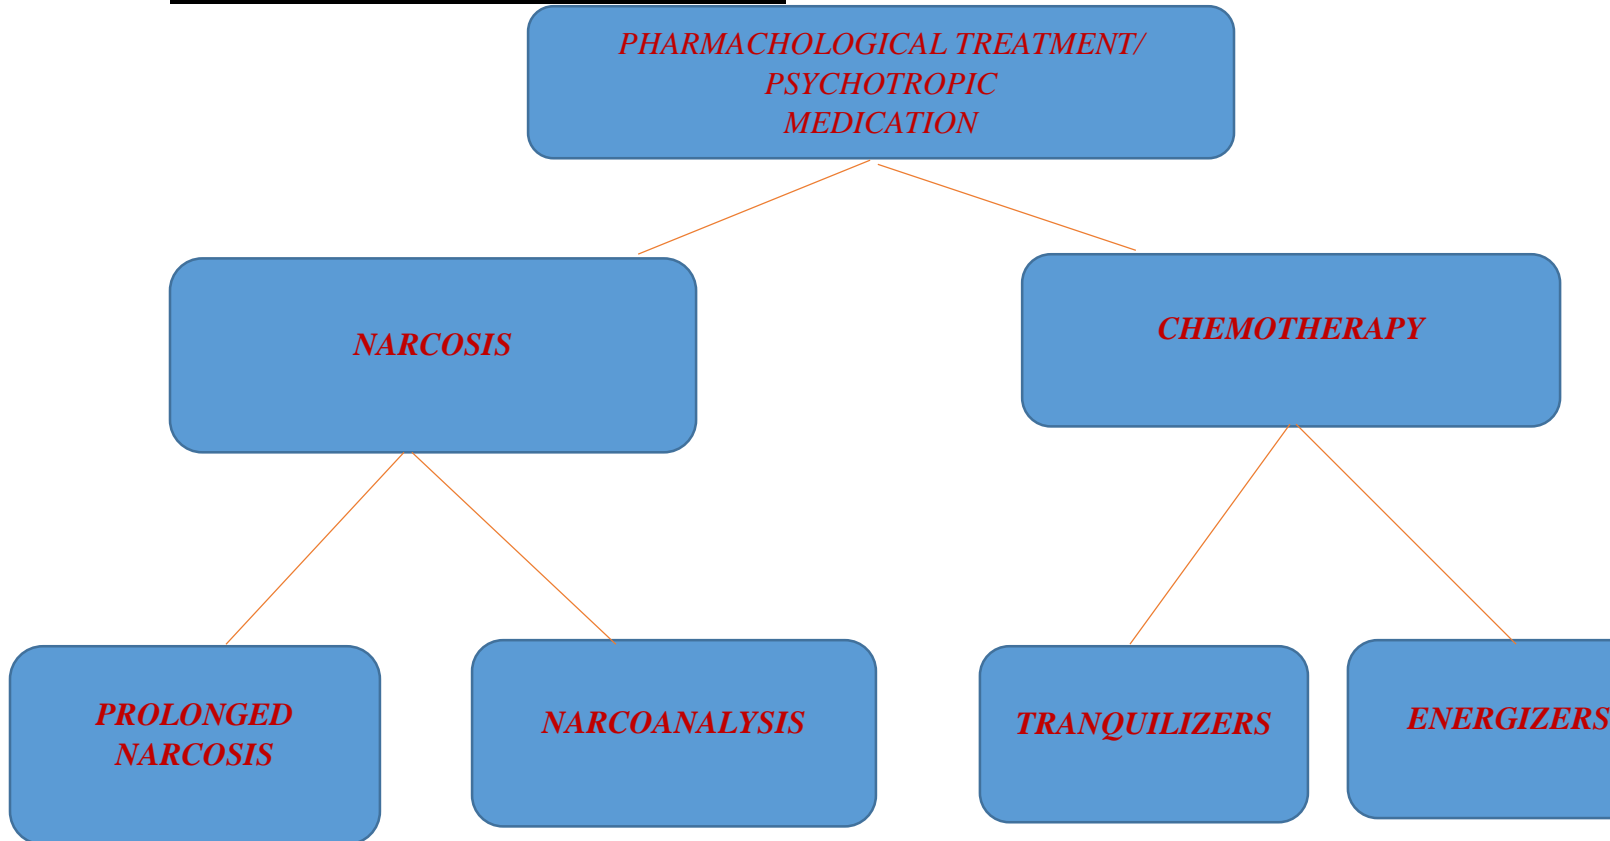 PHARMACHOLOGICAL TREATMENT/
PSYCHOTROPIC
MEDICATION
NARCOSIS
CHEMOTHERAPY
PROLONGED
NARCOSIS
NARCOANALYSIS
TRANQUILIZERS
ENERGIZERS